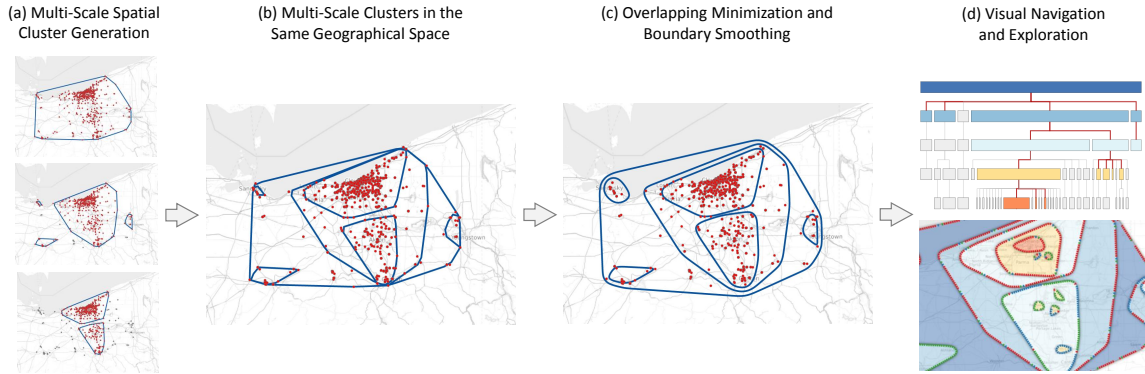 (a) Multi-Scale Spatial
Cluster Generation
(b) Multi-Scale Clusters in the
Same Geographical Space
(c) Overlapping Minimization and
Boundary Smoothing
(d) Visual Navigation
and Exploration